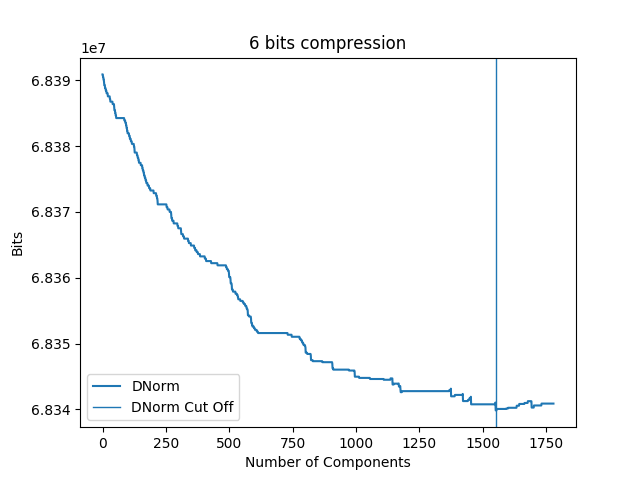 6 bits compression
1e7
6.839
6.838
6.837
6.836
6.835
6.834
Bits
DNorm
DNorm Cut Off
0 250 500 750 1000 1250 1500 1750
Number of Components